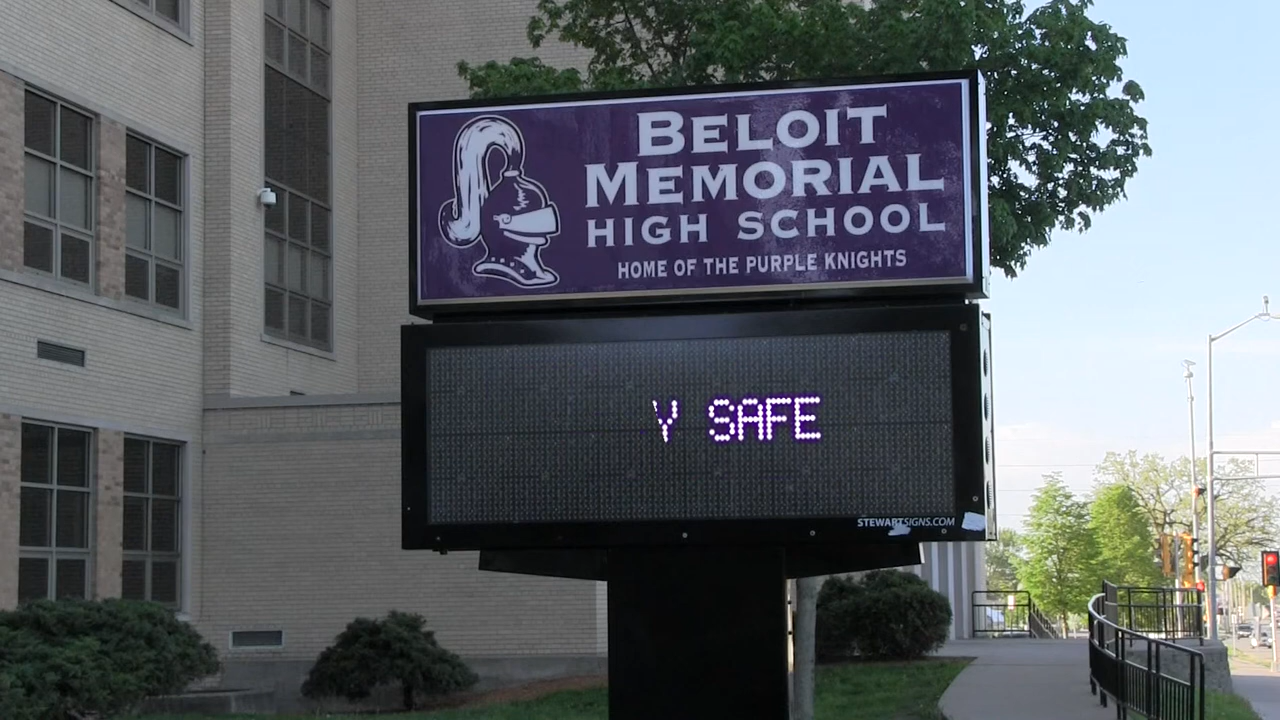 BELOIT
MEMORIAL
HIGH SCHOOL
HOME OF THE PURPLE KNIGHTS
Y SAFE
STEWARTSIGNS.COM